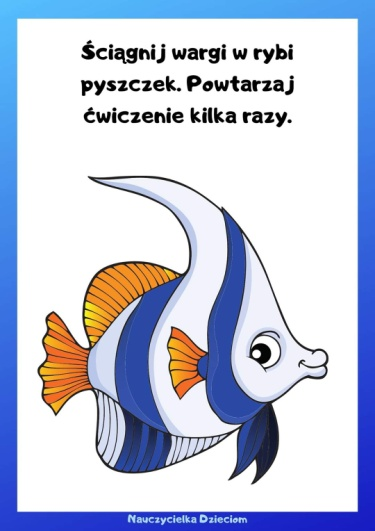 Ściągnij wargi w rybi
pyszczek. Powtarzaj
ćwiczenie kilka razy.
Nauczycielka Dzieciom